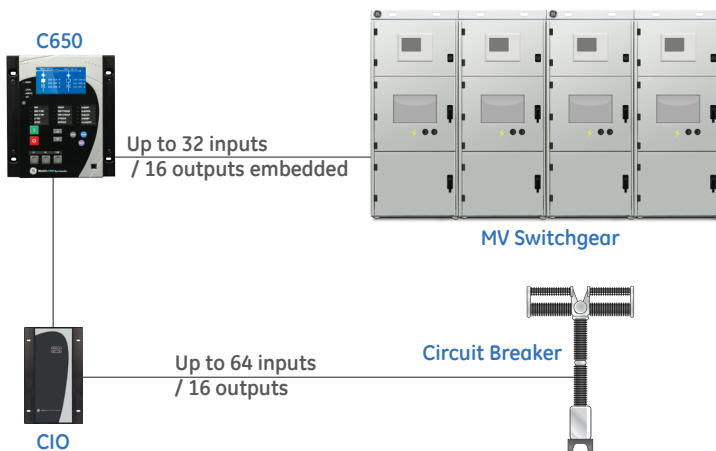 C650
Up to 32 inputs
/ 16 outputs embedded
MV Switchgear
Up to 64 inputs
/ 16 outputs
Circuit Breaker
CIO